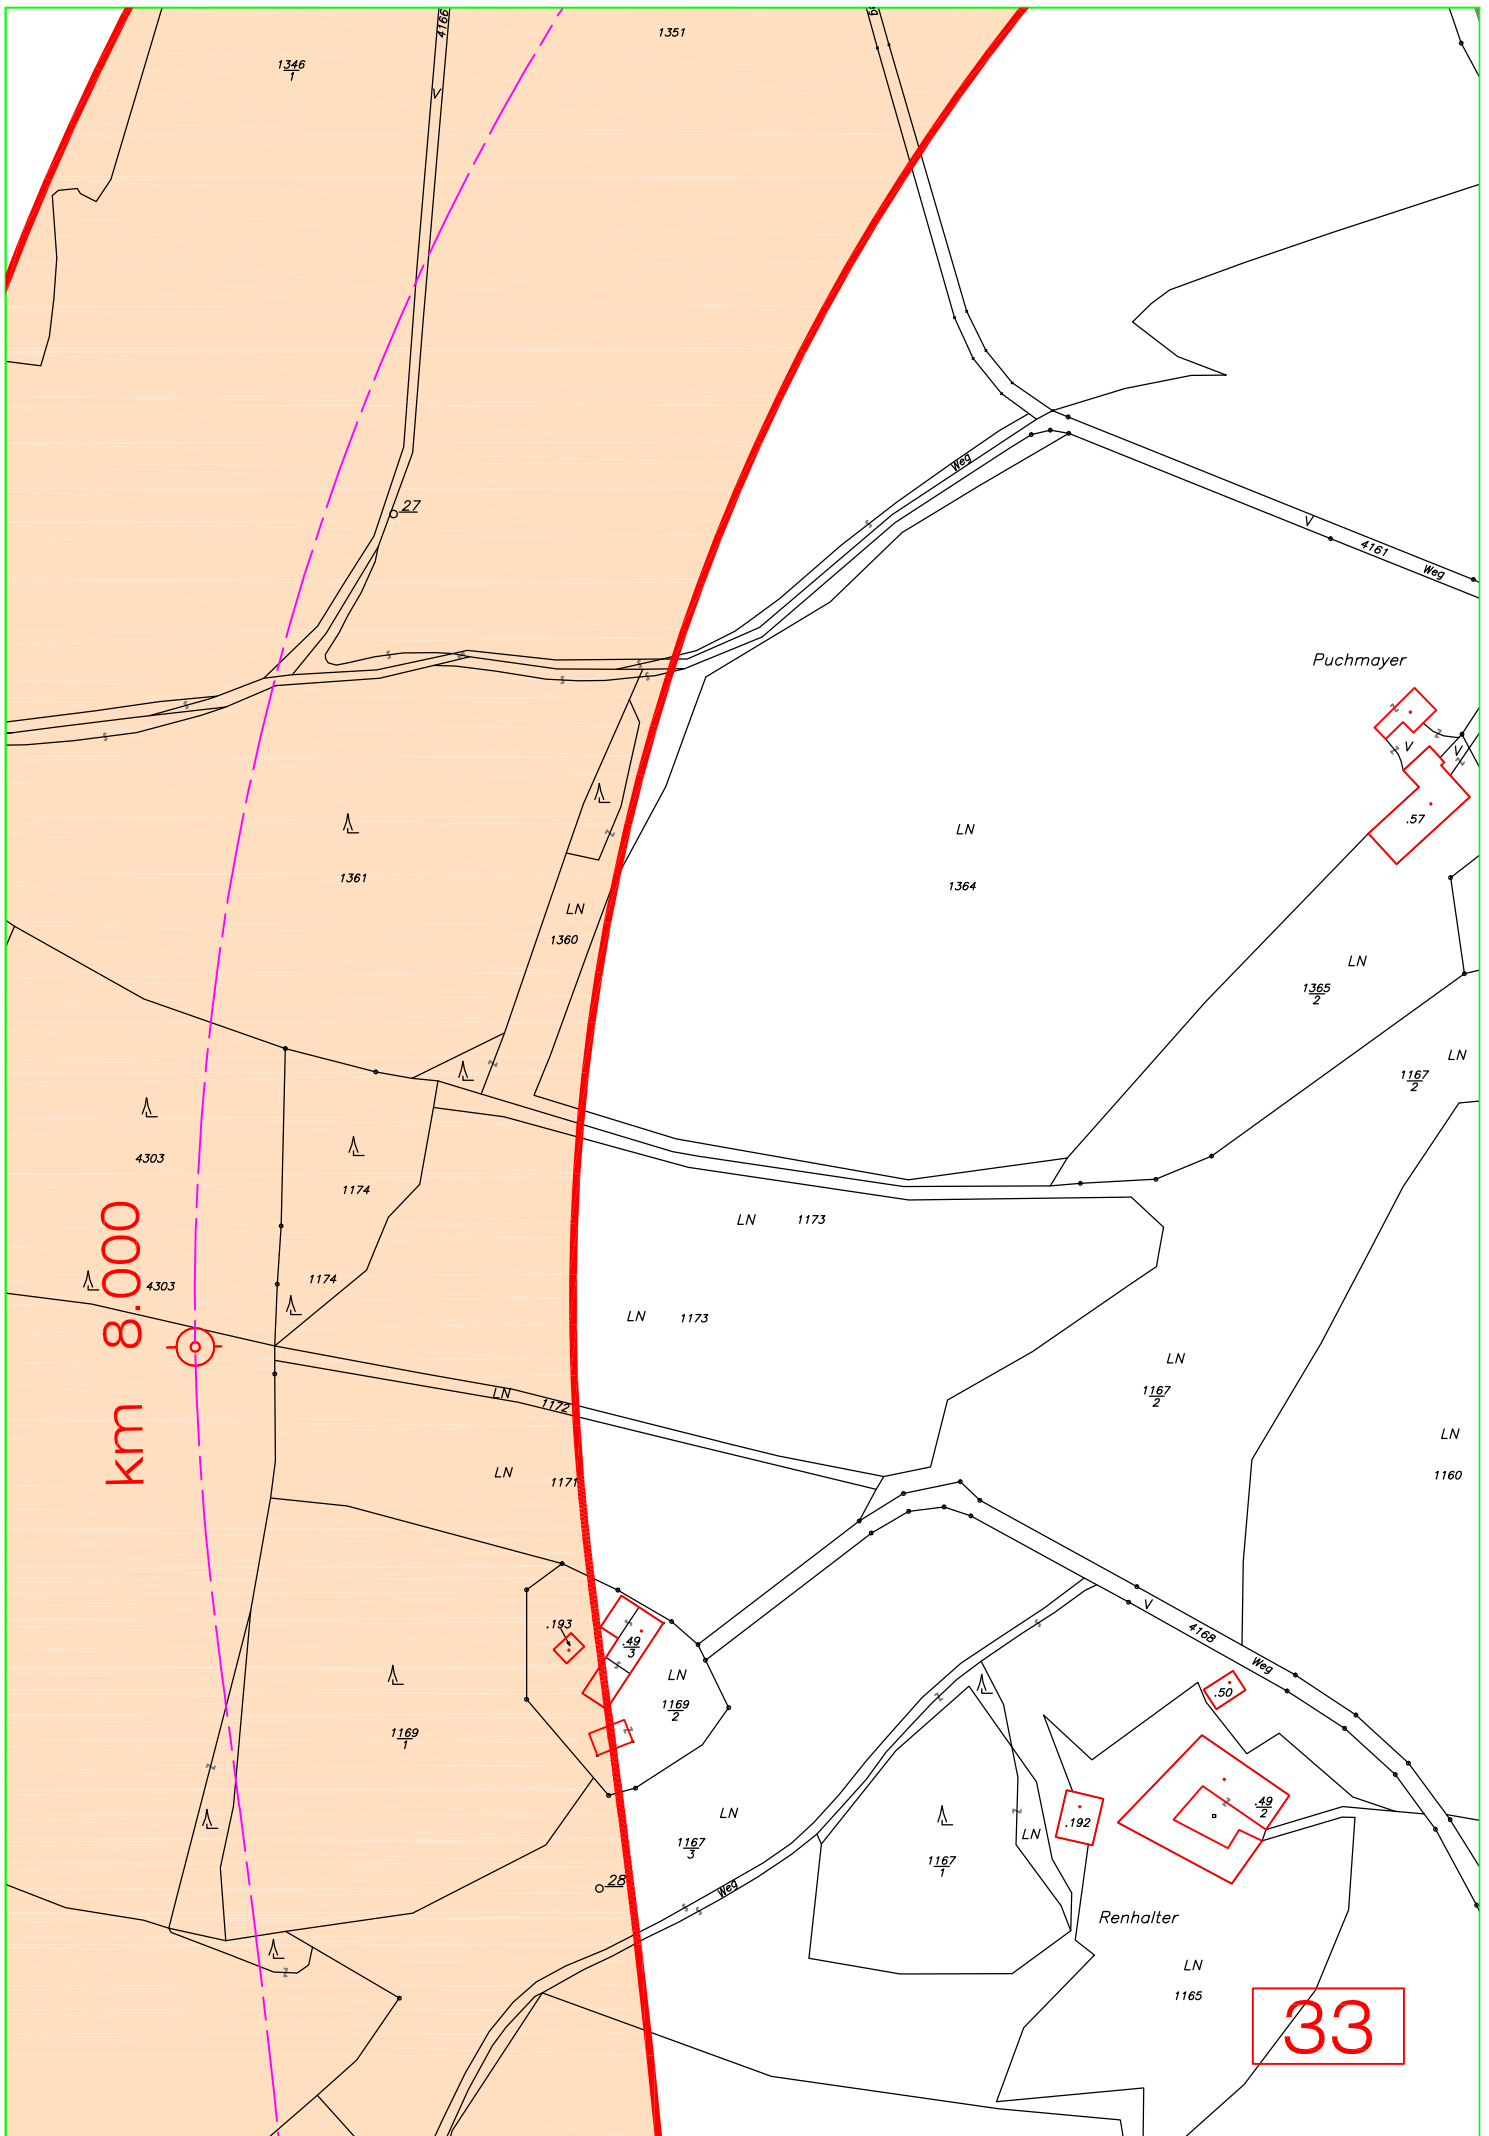 4166
1351
1346
1
V
27
Weg
V
4161
Weg
Puchmayer
V
V
.57
LN
1361
1364
LN
1360
LN
1365
2
LN
1167
2
4303
1174
LN 1173
1174
4303
km 8.000
LN 1173
LN
1167
2
LN 1172
LN
1160
LN
1171
V
4168
Weg
.193
.49
3
LN
1169
2
.50
1169
1
.49
2
LN
.192
LN
1167
3
1167
1
28
Weg
Renhalter
LN
1165
33